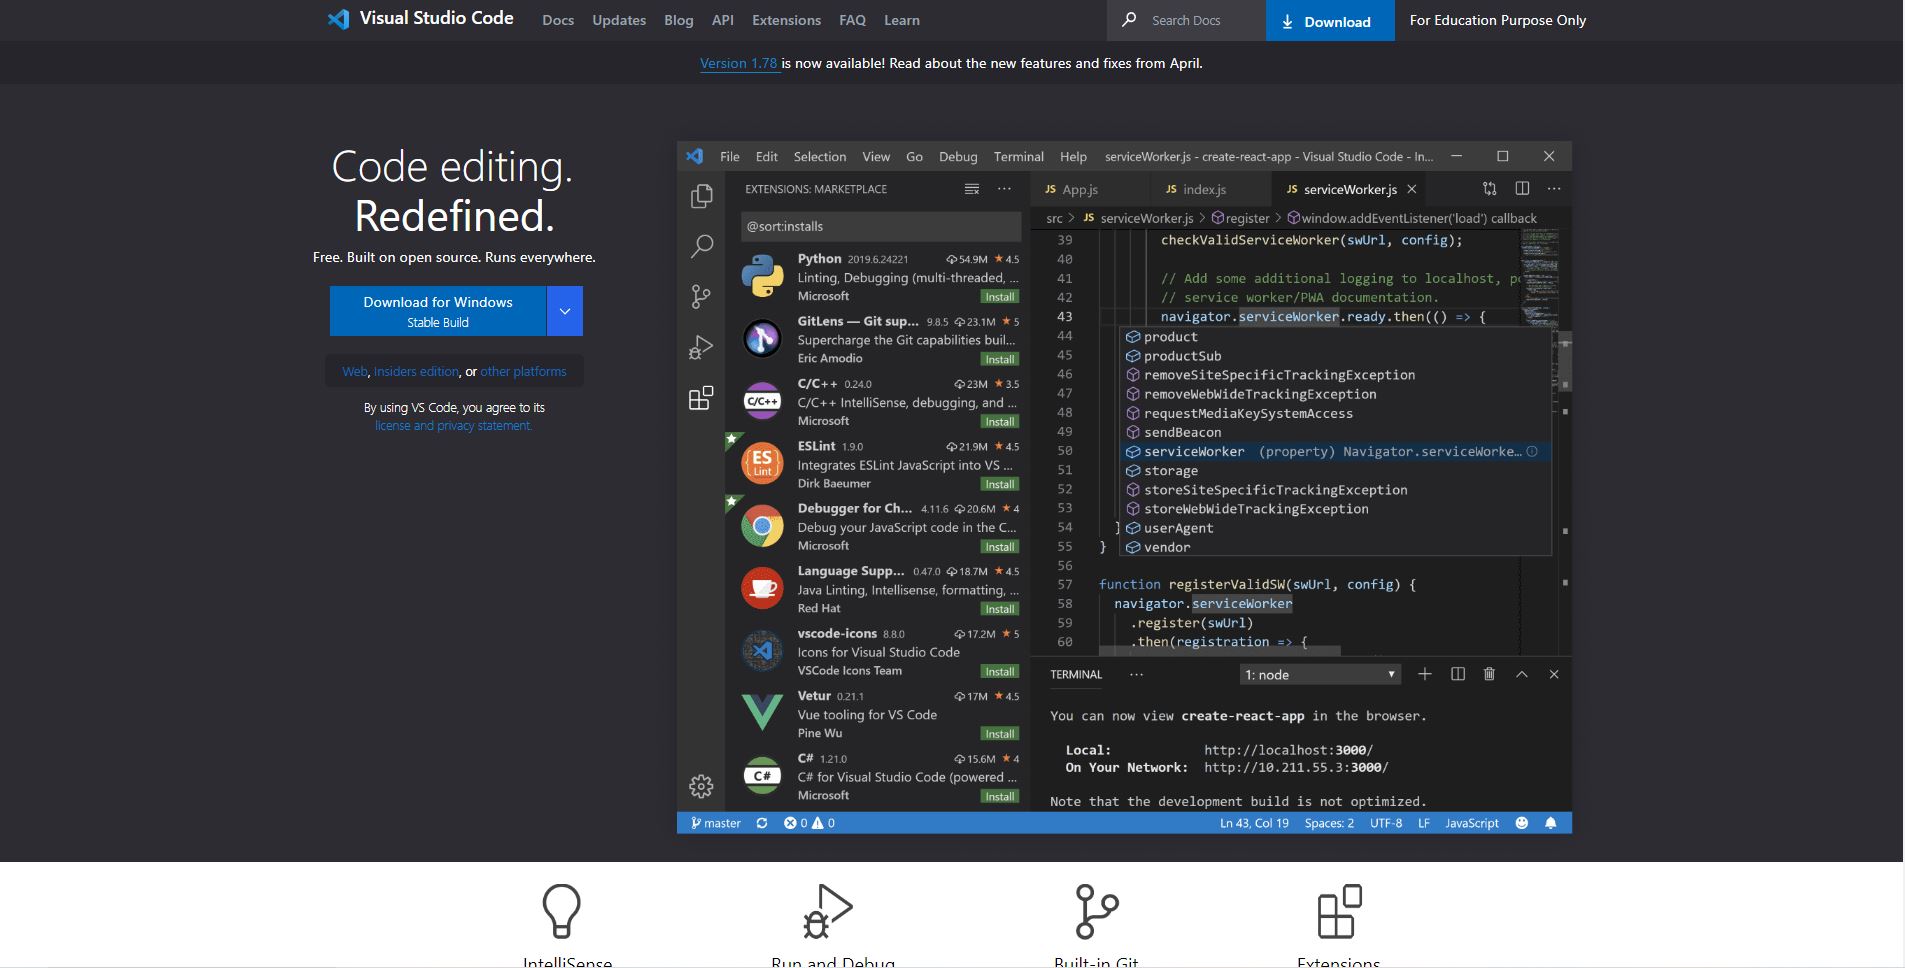 Visual Studio Code Docs Updates Blog API Extensions FAQ Learn Search Docs Download For Education Purpose Only
Version 1.78 is now available! Read about the new features and fixes from April.
Code editing.
Redefined.
Free. Built on open source. Runs everywhere.
Download for Windows
Stable Build
Web, Insiders edition, or other platforms
By using VS Code, you agree to its
license and privacy statement.
File Edit Selection View Go Debug Terminal Help serviceWorker.js - create-react-app - Visual Studio Code - In...
EXTENSIONS: MARKETPLACE
@sort:installs
Python 2019.6.24221 54.9M 4.5
Linting, Debugging (multi-threaded, ...
Microsoft Install
GitLens — Git sup... 9.8.5 23.1M 5
Supercharge the Git capabilities buil...
Eric Amodio Install
C/C++
C/C++ 0.24.0 23M 3.5
C/C++ IntelliSense, debugging, and ...
Microsoft Install
ES
Lint
ESLint 1.9.0 21.9M 4.5
Integrates ESLint JavaScript into VS ...
Dirk Baeumer Install
Debugger for Ch... 4.11.6 20.6M 4
Debug your JavaScript code in the C...
Microsoft Install
Language Supp... 0.47.0 18.7M 4.5
Java Linting, Intellisense, formatting, ...
Red Hat Install
vscode-icons 8.8.0 17.2M 5
Icons for Visual Studio Code
VSCode Icons Team Install
Vetur 0.21.1 17M 4.5
Vue tooling for VS Code
Pine Wu Install
C#
C# 1.21.0 15.6M 4
C# for Visual Studio Code (powered ...
Microsoft Install
JS App.js JS index.js JS serviceWorker.js
src > JS serviceWorker.js > register > window.addEventListener('load') callback
39 checkValidServiceWorker(swUrl, config);
40
41 // Add some additional logging to localhost, po
42 // service worker/PWA documentation.
43 navigator.serviceWorker.ready.then(() => {
44 product
45 productSub
46 removeSiteSpecificTrackingException
47 removeWebWideTrackingException
48 requestMediaKeySystemAccess
49 sendBeacon
50 serviceWorker (property) Navigator.serviceWorke...
51 storage
52 storeSiteSpecificTrackingException
53 storeWebWideTrackingException
54 } userAgent
55 } vendor
56
57 function registerValidSW(swUrl, config) {
58 navigator.serviceWorker
59 .register(swUrl)
60 .then(registration => {
TERMINAL ... 1: node
You can now view create-react-app in the browser.
Local: http://localhost:3000/
On Your Network: http://10.211.55.3:3000/
Note that the development build is not optimized.
master 0 0 Ln 43, Col 19 Spaces: 2 UTF-8 LF JavaScript
IntelliSense Run and Debug Built-in Git Extensions